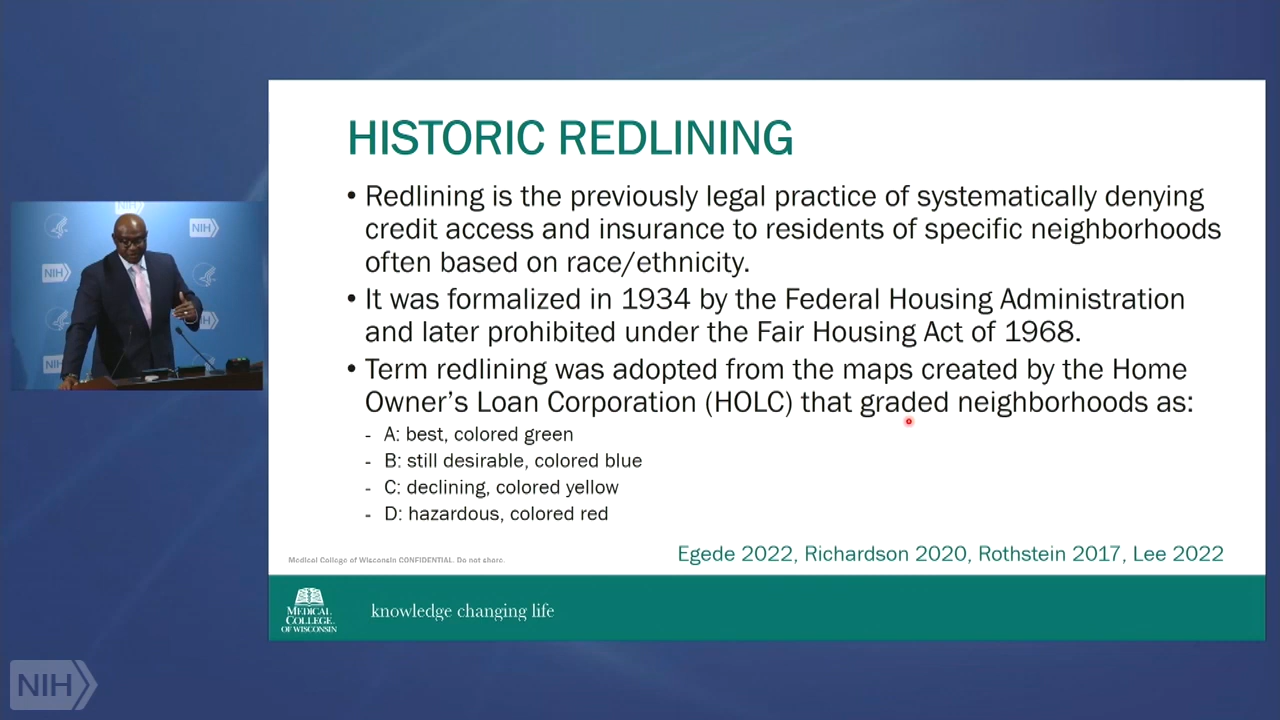 HISTORIC REDLINING
• Redlining is the previously legal practice of systematically denying
credit access and insurance to residents of specific neighborhoods
often based on race/ethnicity.
• It was formalized in 1934 by the Federal Housing Administration
and later prohibited under the Fair Housing Act of 1968.
• Term redlining was adopted from the maps created by the Home
Owner's Loan Corporation (HOLC) that graded neighborhoods as:
- A: best, colored green
- B: still desirable, colored blue
- C: declining, colored yellow
- D: hazardous, colored red
Egede 2022, Richardson 2020, Rothstein 2017, Lee 2022
Medical College of Wisconsin CONFIDENTIAL. Do not share.
MEDICAL
COLLEGE
OF WISCONSIN
knowledge changing life
NIH
NIH
NIH
NIH
NIH
NIH